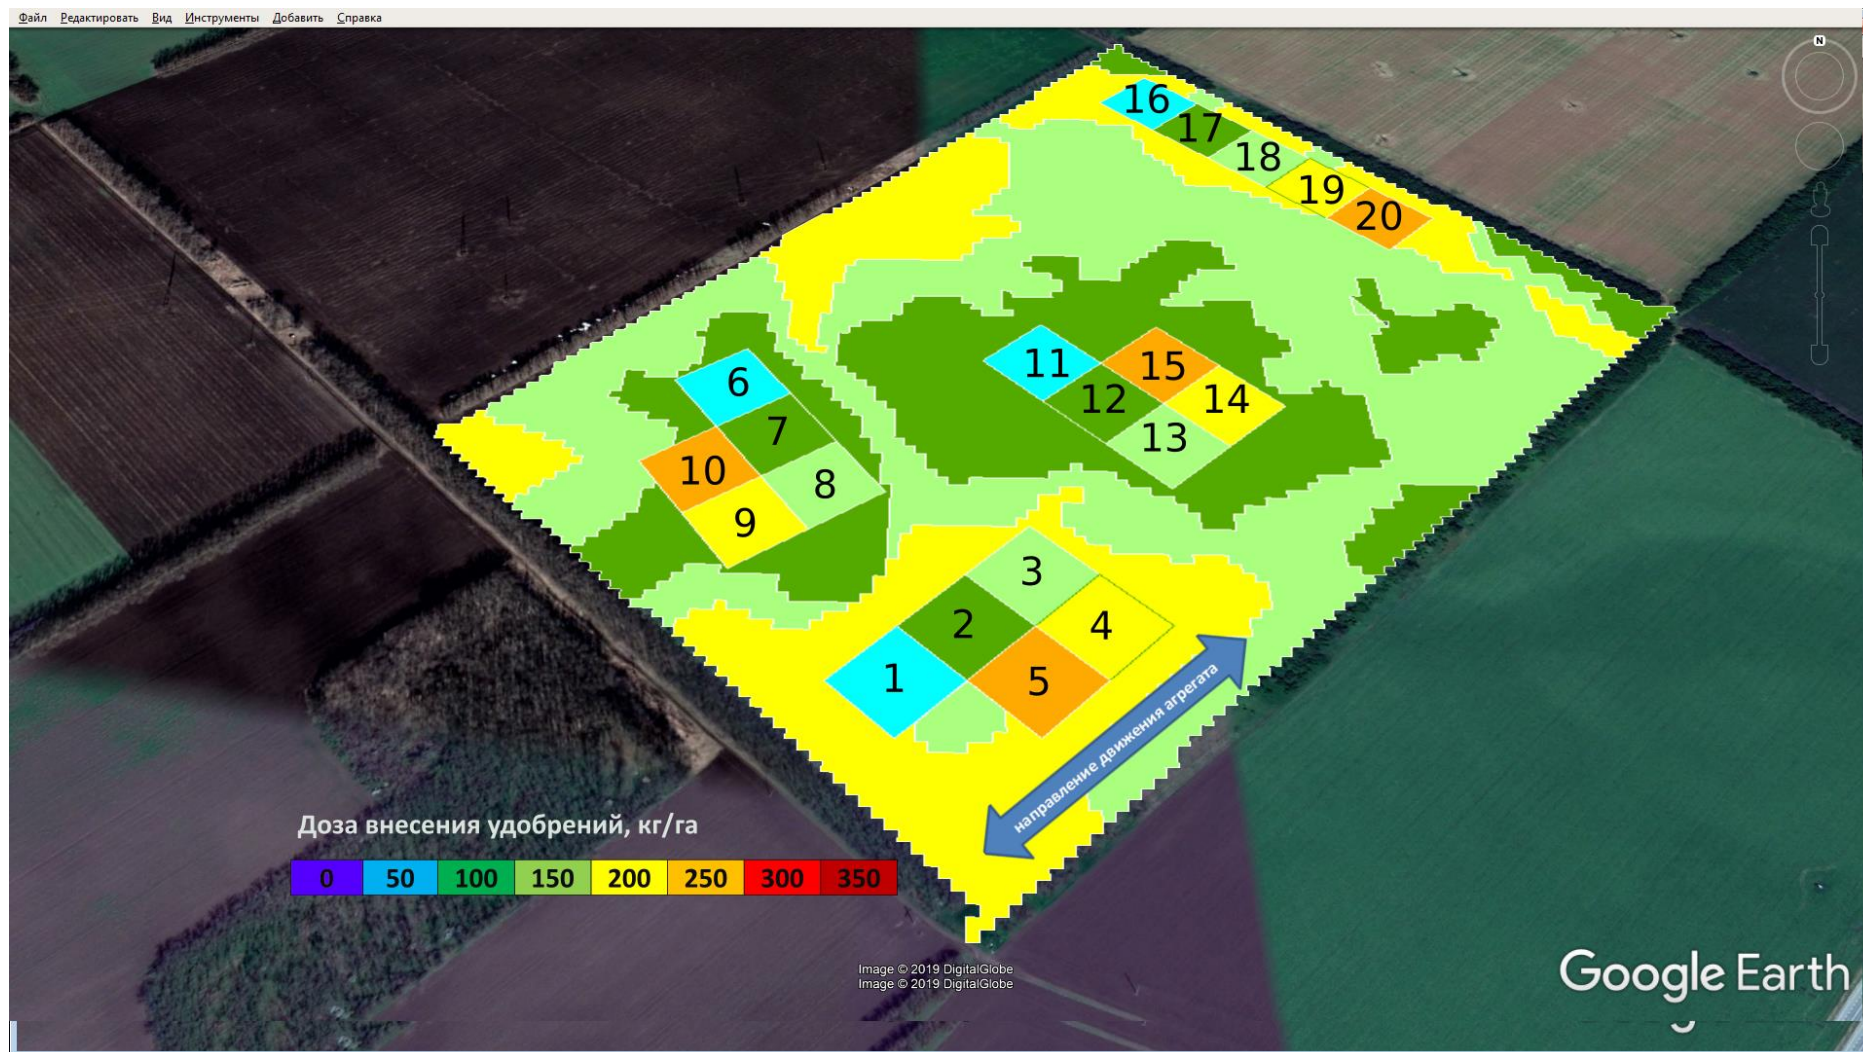 Файл Редактировать Вид Инструменты Добавить Справка
N
16
17
18
19
20
11
15
12
14
13
6
7
10
8
9
3
2
4
1
5
направление движения агрегата
Доза внесения удобрений, кг/га
0 50 100 150 200 250 300 350
Image © 2019 DigitalGlobe
Image © 2019 DigitalGlobe
Google Earth